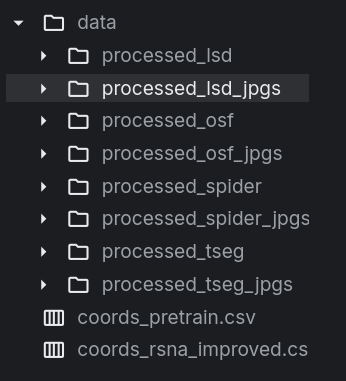 data
processed_lsd
processed_lsd_jpgs
processed_osf
processed_osf_jpgs
processed_spider
processed_spider_jpgs
processed_tseg
processed_tseg_jpgs
coords_pretrain.csv
coords_rsna_improved.cs